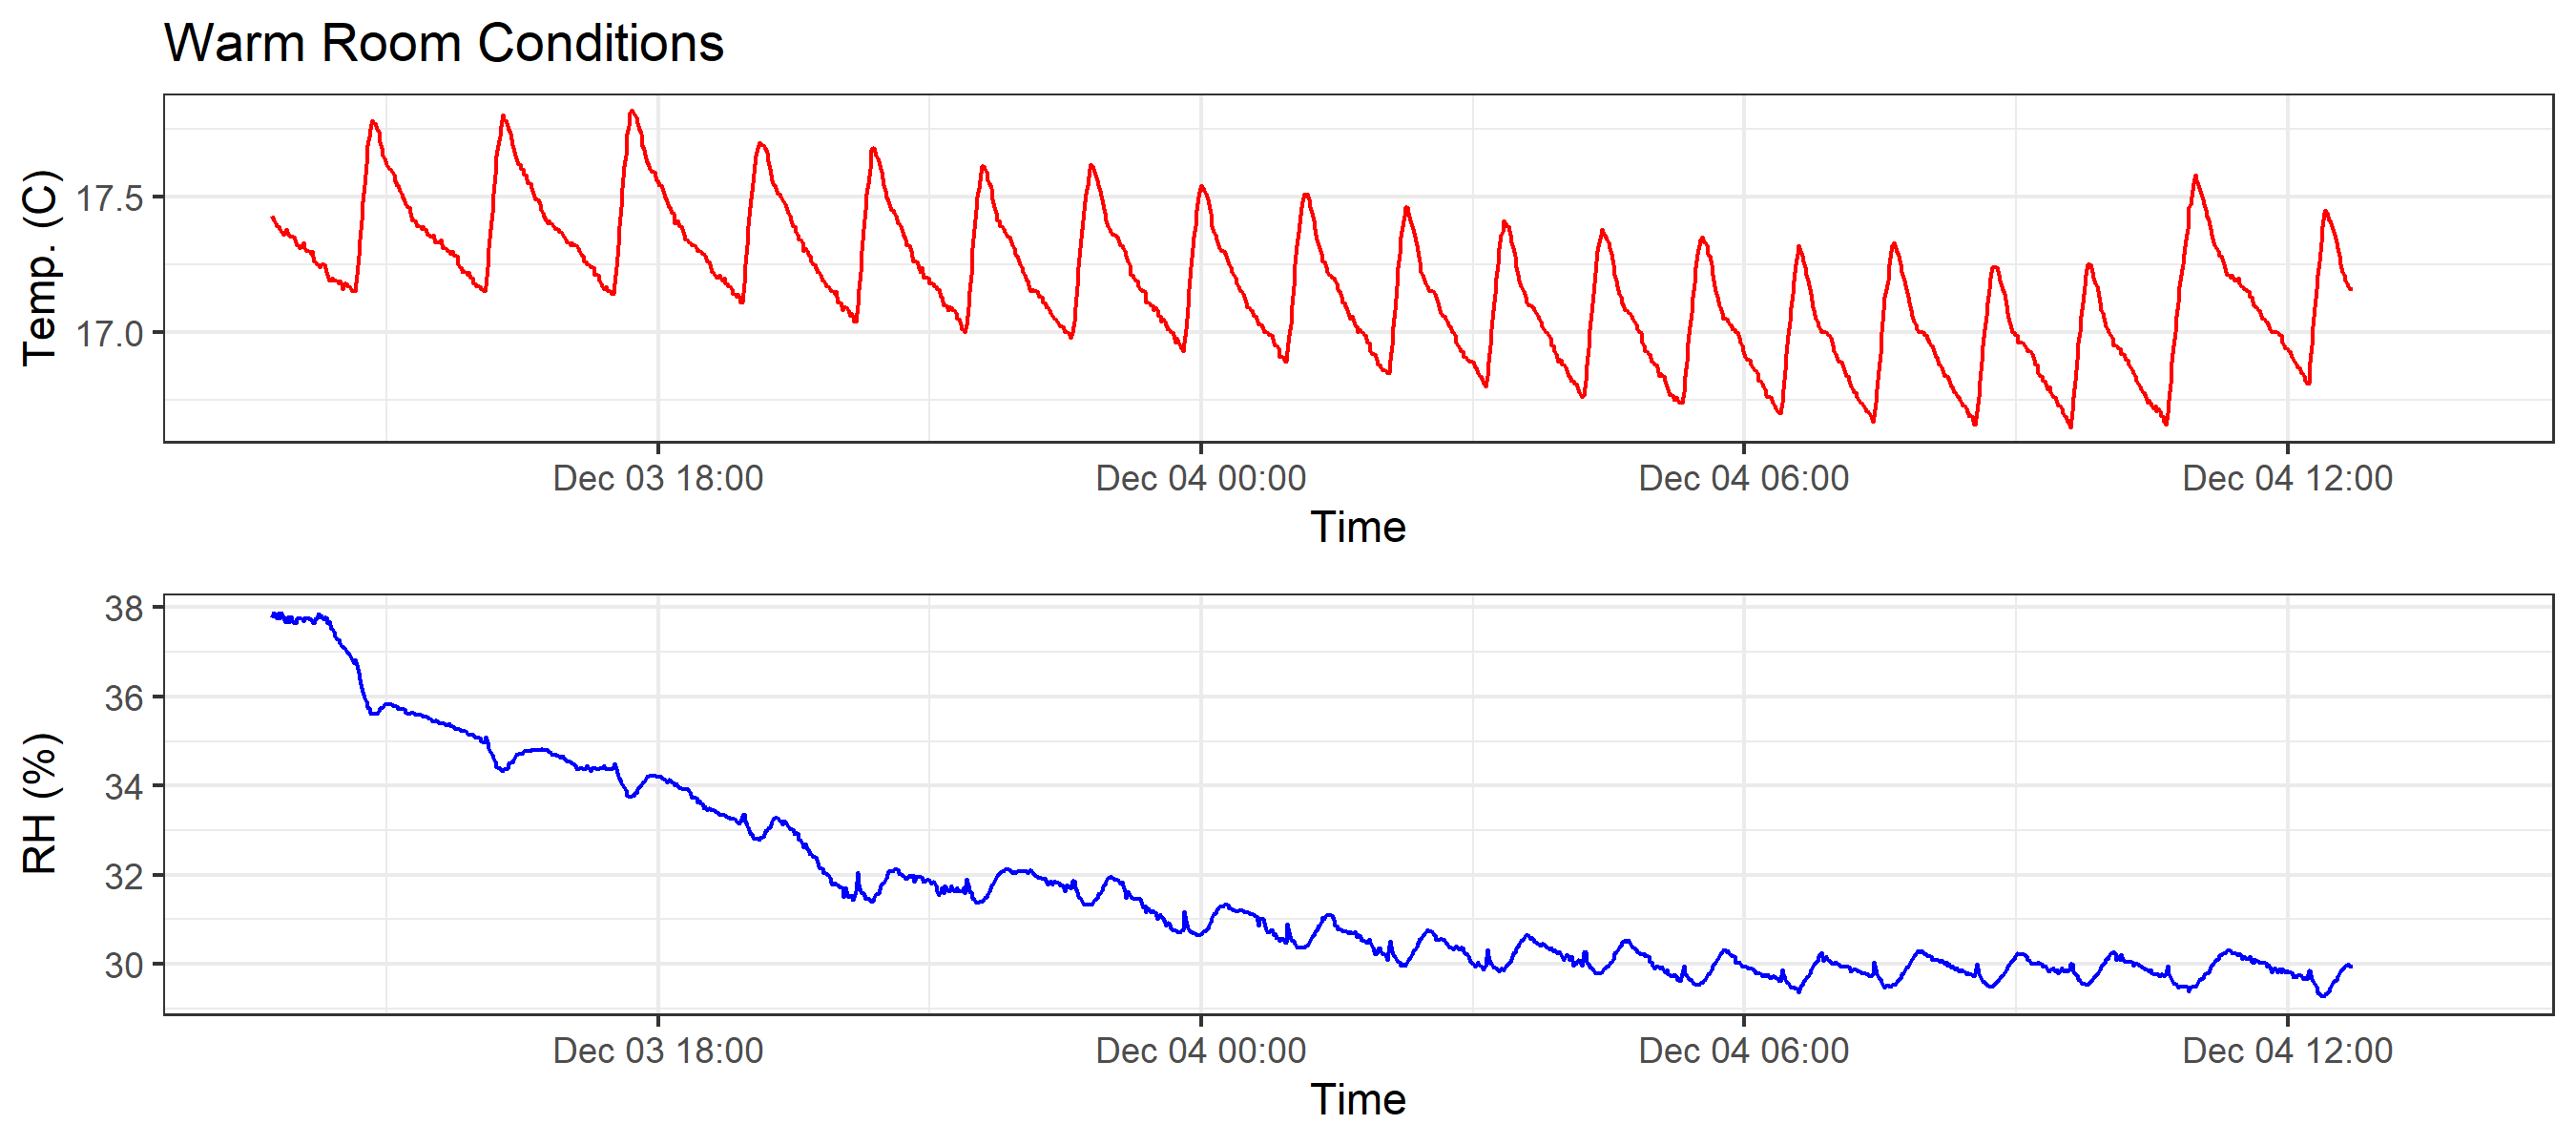 Warm Room Conditions
Temp. (C)
17.5
17.0
Dec 03 18:00 Dec 04 00:00 Dec 04 06:00 Dec 04 12:00
Time
RH (%)
38
36
34
32
30
Dec 03 18:00 Dec 04 00:00 Dec 04 06:00 Dec 04 12:00
Time